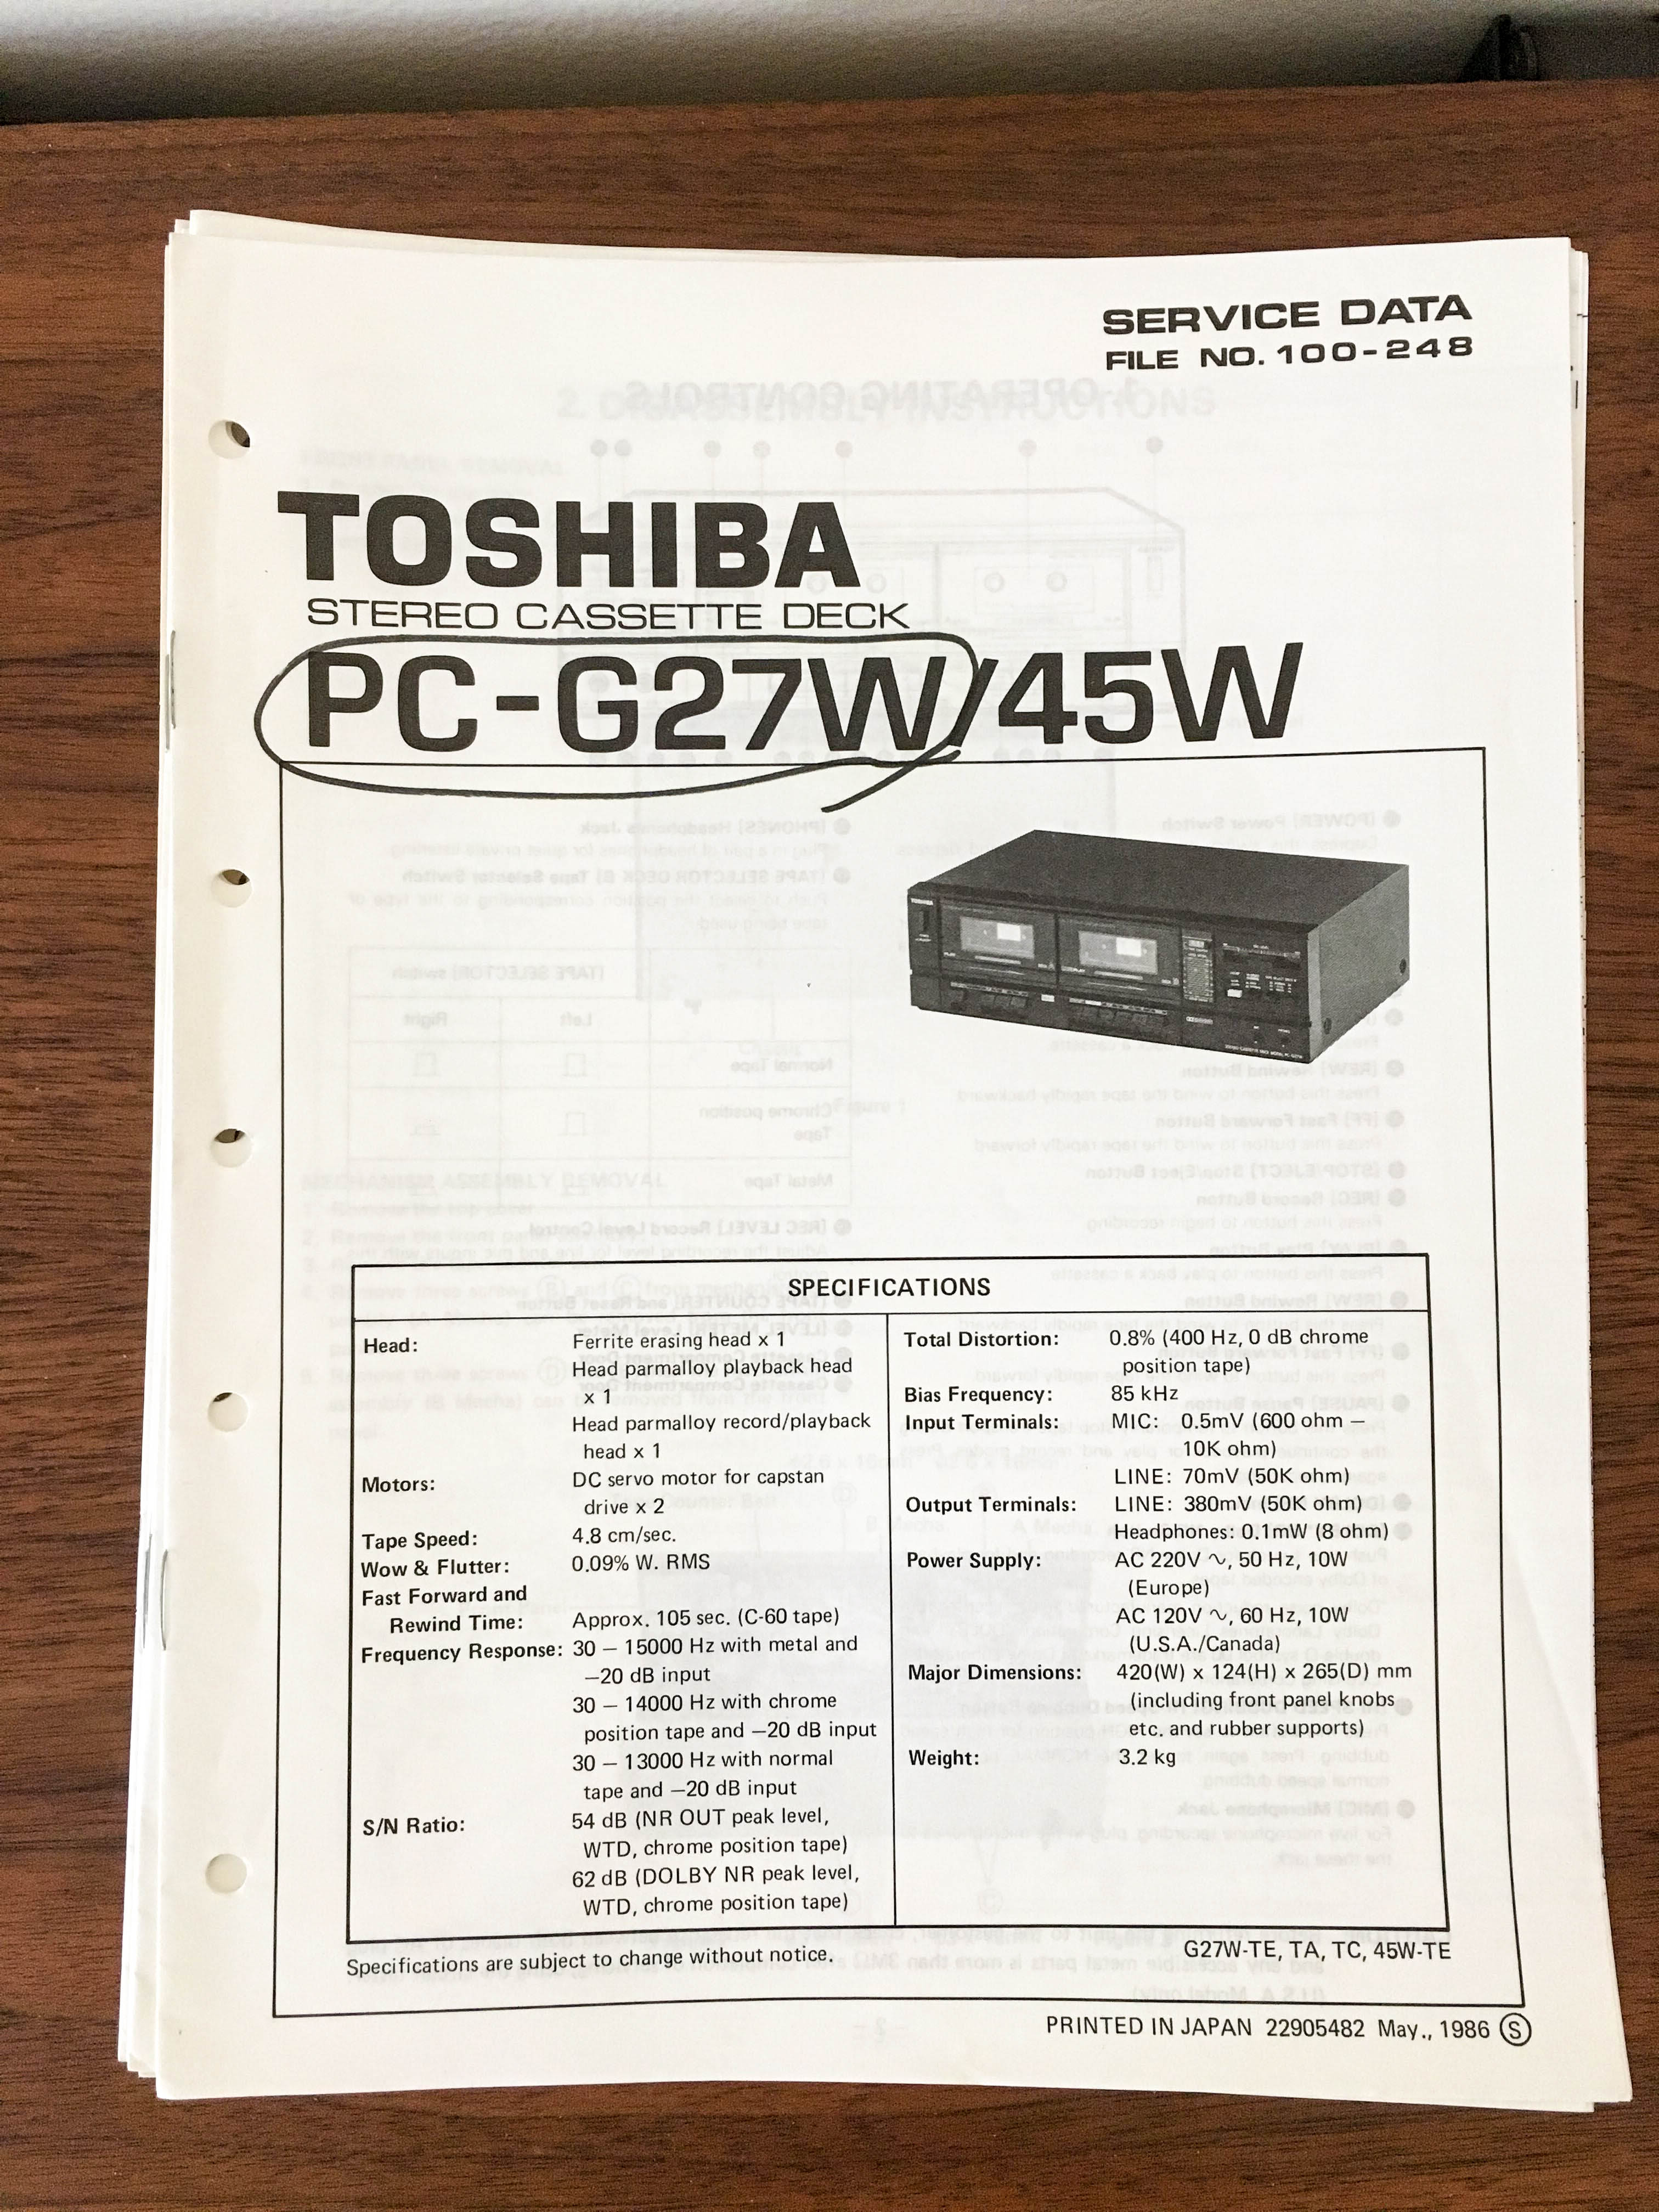 SERVICE DATA
FILE NO. 100-248
TOSHIBA
STEREO CASSETTE DECK
PC-G27W/45W
TOSHIBA
SPECIFICATIONS
Head: Ferrite erasing head x 1
Head parmalloy playback head
x 1
Head parmalloy record/playback
head x 1
Motors: DC servo motor for capstan
drive x 2
Tape Speed: 4.8 cm/sec.
Wow & Flutter: 0.09% W. RMS
Fast Forward and
Rewind Time: Approx. 105 sec. (C-60 tape)
Frequency Response: 30 – 15000 Hz with metal and
–20 dB input
30 – 14000 Hz with chrome
position tape and –20 dB input
30 – 13000 Hz with normal
tape and –20 dB input
S/N Ratio: 54 dB (NR OUT peak level,
WTD, chrome position tape)
62 dB (DOLBY NR peak level,
WTD, chrome position tape)
Total Distortion: 0.8% (400 Hz, 0 dB chrome
position tape)
Bias Frequency: 85 kHz
Input Terminals: MIC: 0.5mV (600 ohm –
10K ohm)
LINE: 70mV (50K ohm)
Output Terminals: LINE: 380mV (50K ohm)
Headphones: 0.1mW (8 ohm)
Power Supply: AC 220V ∿, 50 Hz, 10W
(Europe)
AC 120V ∿, 60 Hz, 10W
(U.S.A./Canada)
Major Dimensions: 420(W) x 124(H) x 265(D) mm
(including front panel knobs
etc. and rubber supports)
Weight: 3.2 kg
Specifications are subject to change without notice.
G27W-TE, TA, TC, 45W-TE
PRINTED IN JAPAN 22905482 May., 1986 Ⓢ